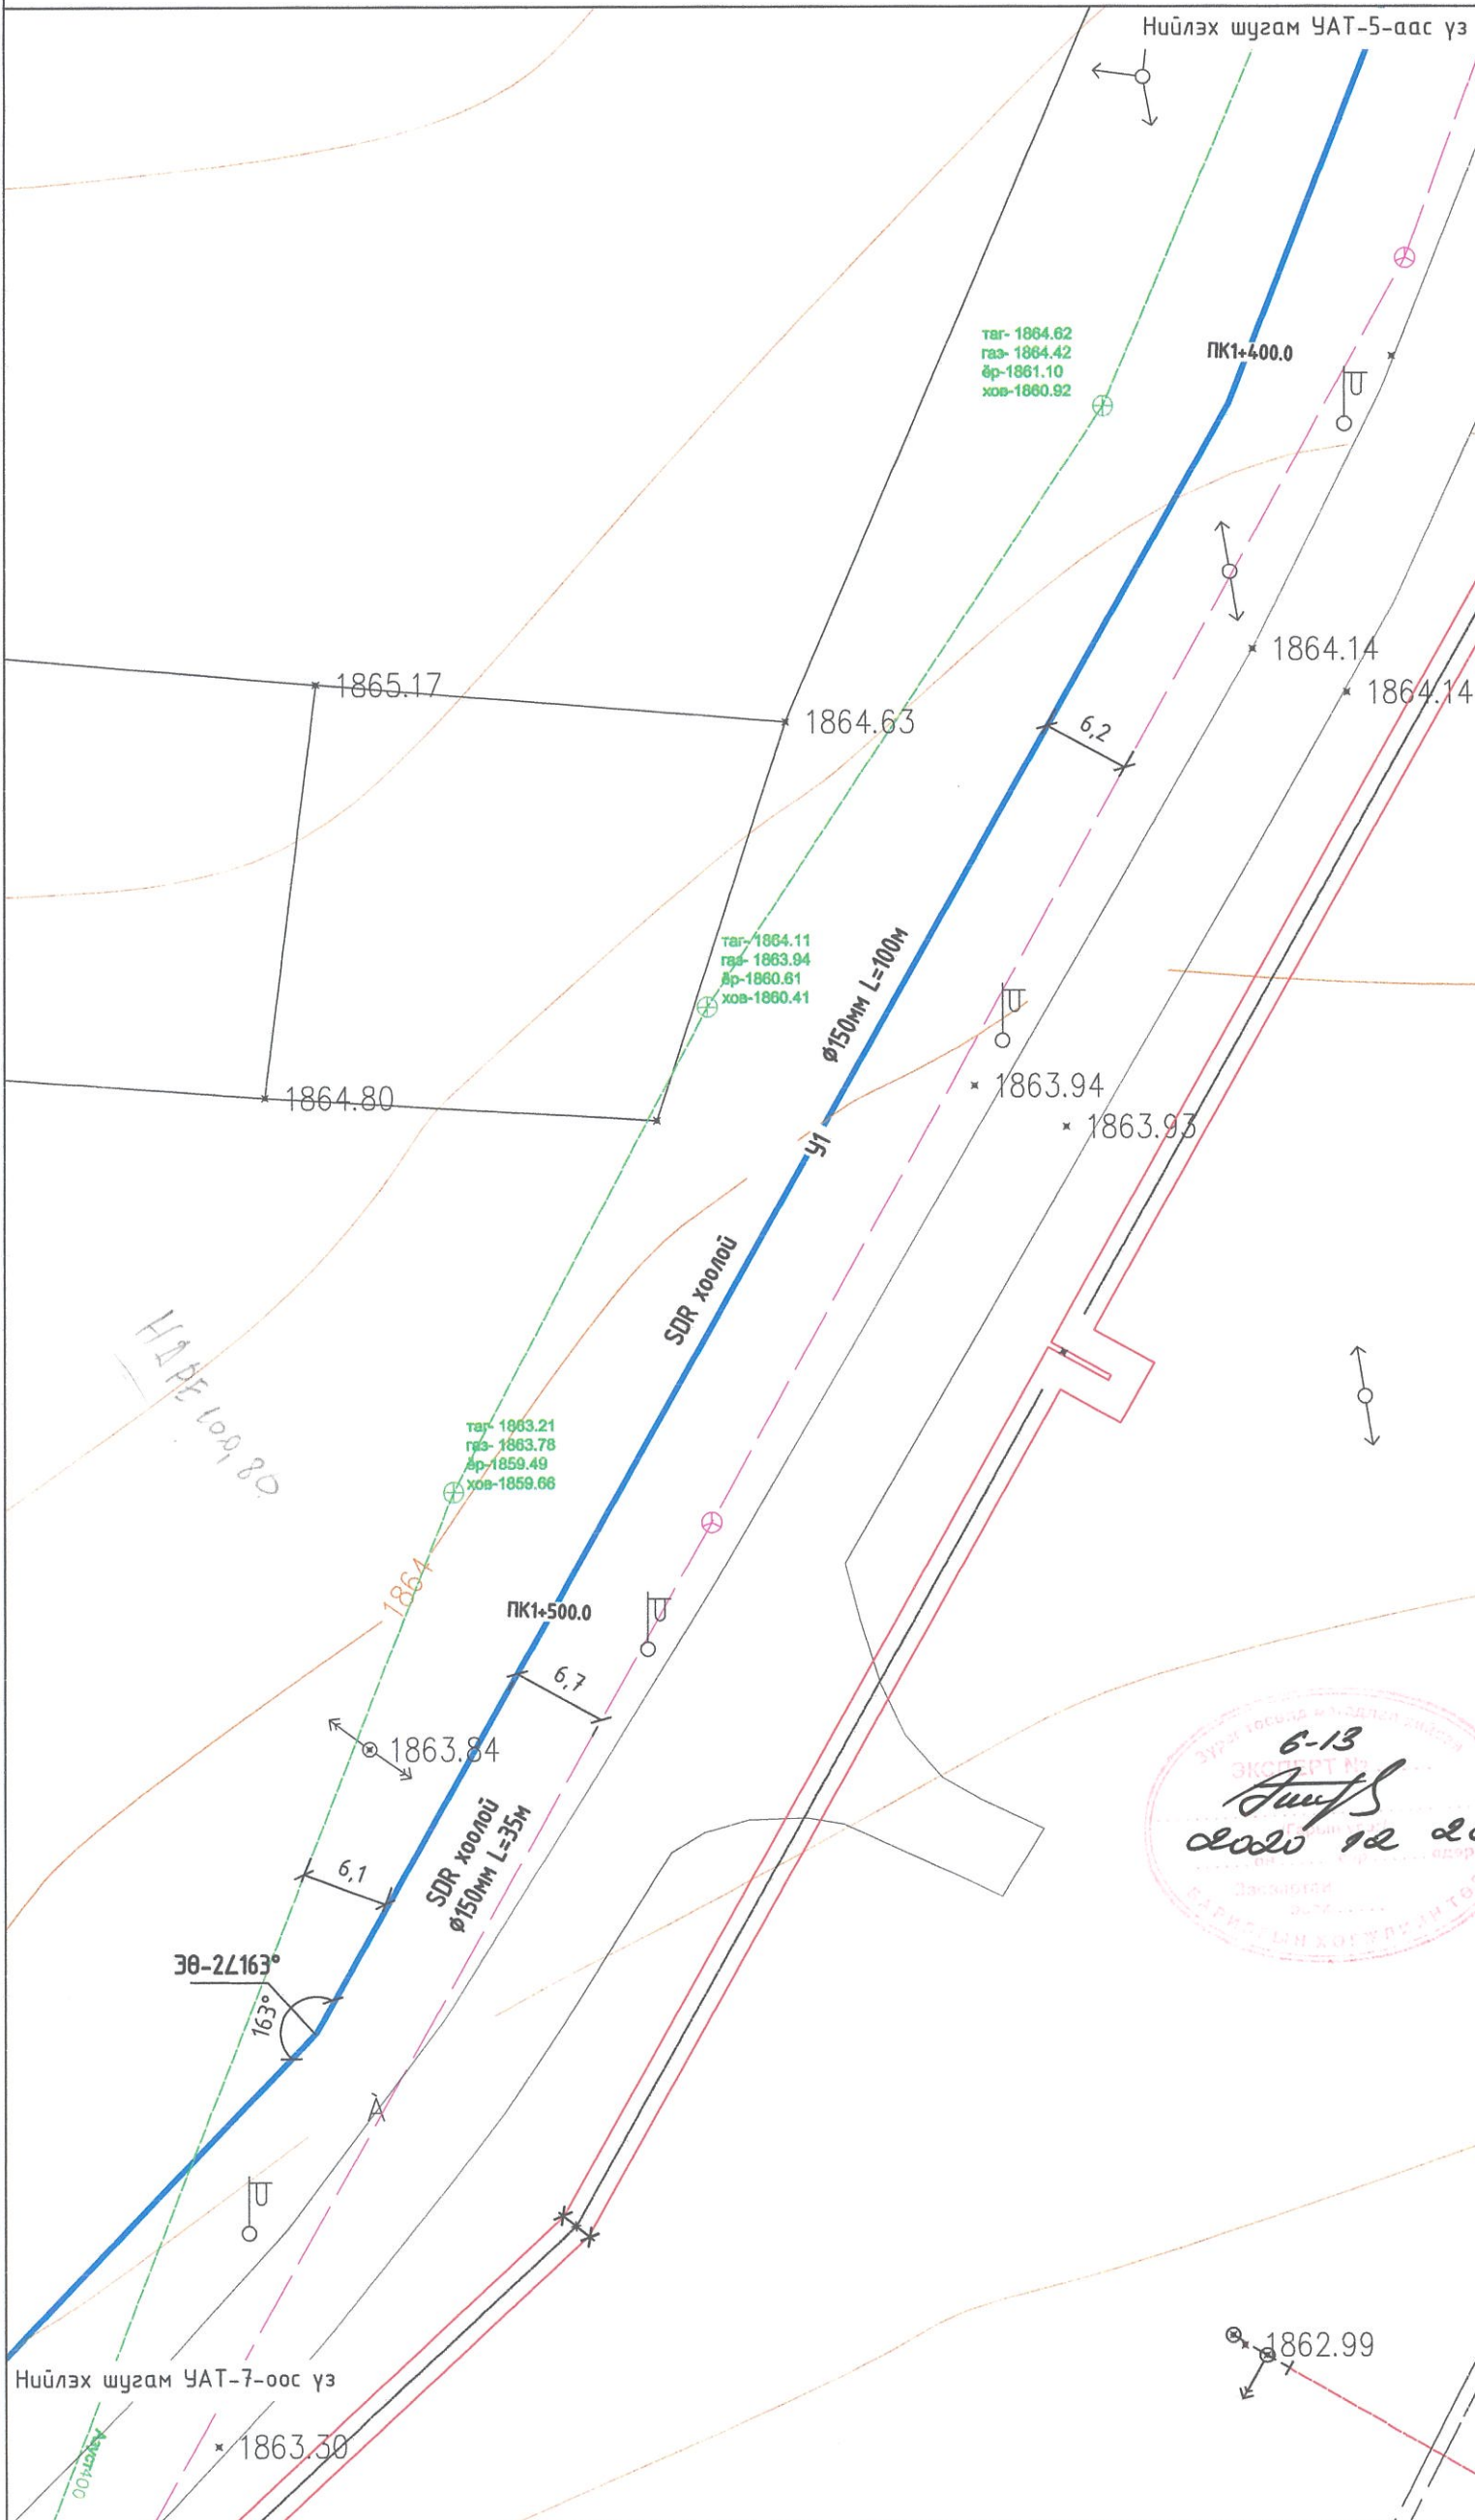 Нийлэх шугам УАТ-5-аас үз
таг- 1864.62
газ- 1864.42
ёр-1861.10
хов-1860.92
ПК1+400.0
1864.14
1864.14
1865.17
1864.63
6,2
таг- 1864.11
газ- 1863.94
ёр-1860.61
хов-1860.41
ф150мм L=100м
1863.94
1863.93
1864.80
У1
SDR хоолой
таг- 1863.21
газ- 1863.78
ёр-1859.49
хов-1859.66
1864
ПК1+500.0
6,7
1863.84
6-13
ЭКСПЕРТ №
2020 12
SDR хоолой
ф150мм L=35м
6,1
ЭӨ-2∠163°
163°
А
1862.99
Нийлэх шугам УАТ-7-оос үз
1863.30